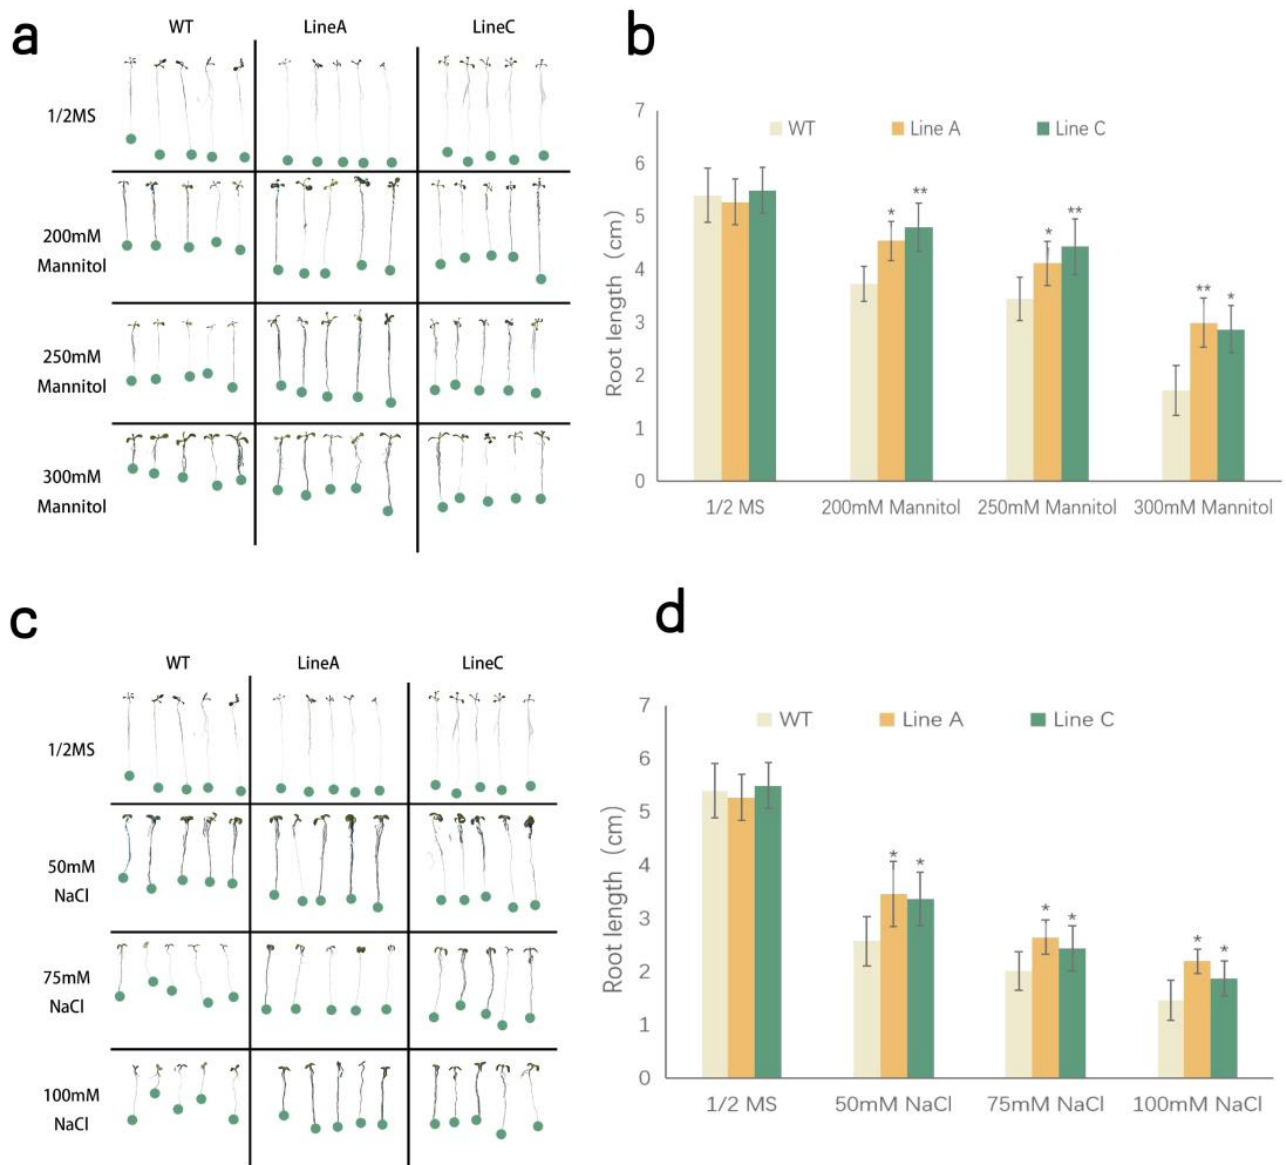 a
WT LineA LineC
1/2MS
200mM
Mannitol
250mM
Mannitol
300mM
Mannitol
b
WT Line A Line C
Root length (cm)
7
6
5
4
3
2
1
0
* ** * ** ** *
1/2 MS 200mM Mannitol 250mM Mannitol 300mM Mannitol
c
WT LineA LineC
1/2MS
50mM
NaCl
75mM
NaCl
100mM
NaCl
d
WT Line A Line C
Root length (cm)
7
6
5
4
3
2
1
0
* * * * * *
1/2 MS 50mM NaCl 75mM NaCl 100mM NaCl